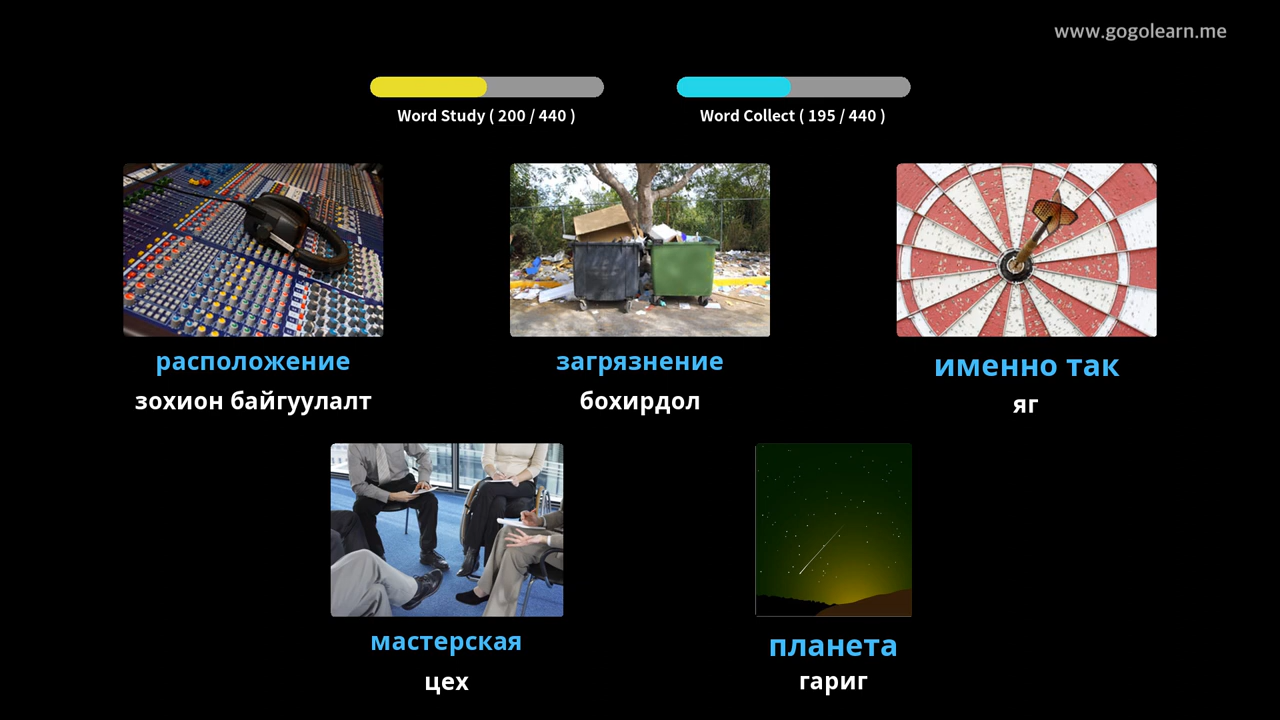 www.gogolearn.me
Word Study ( 200 / 440 )
Word Collect ( 195 / 440 )
расположение
зохион байгуулалт
загрязнение
бохирдол
именно так
яг
мастерская
цех
планета
гариг